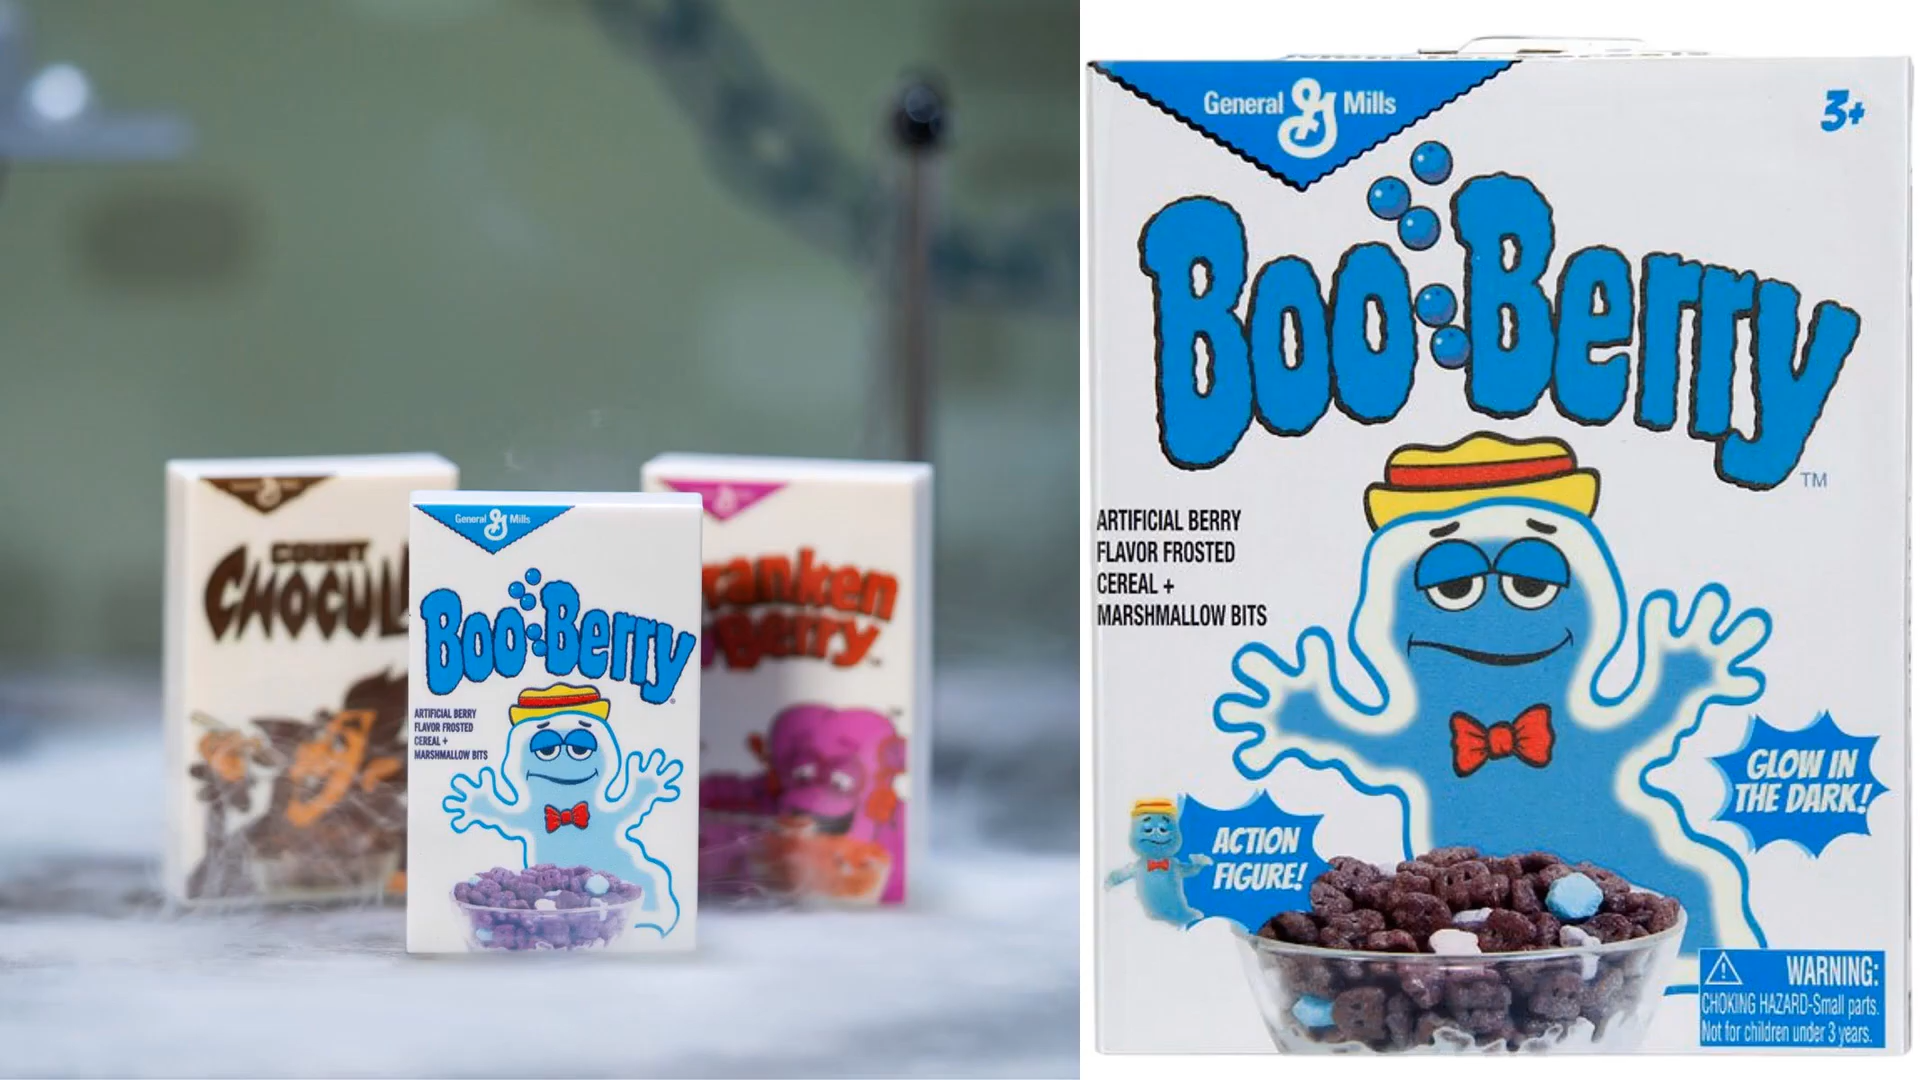 General Mills
COUNT
Boo Berry
ARTIFICIAL BERRY
FLAVOR FROSTED
CEREAL +
MARSHMALLOW BITS
Berry
General Mills
3+
Boo Berry
TM
ARTIFICIAL BERRY
FLAVOR FROSTED
CEREAL +
MARSHMALLOW BITS
GLOW IN
THE DARK!
ACTION
FIGURE!
WARNING:
CHOKING HAZARD-Small parts.
Not for children under 3 years.